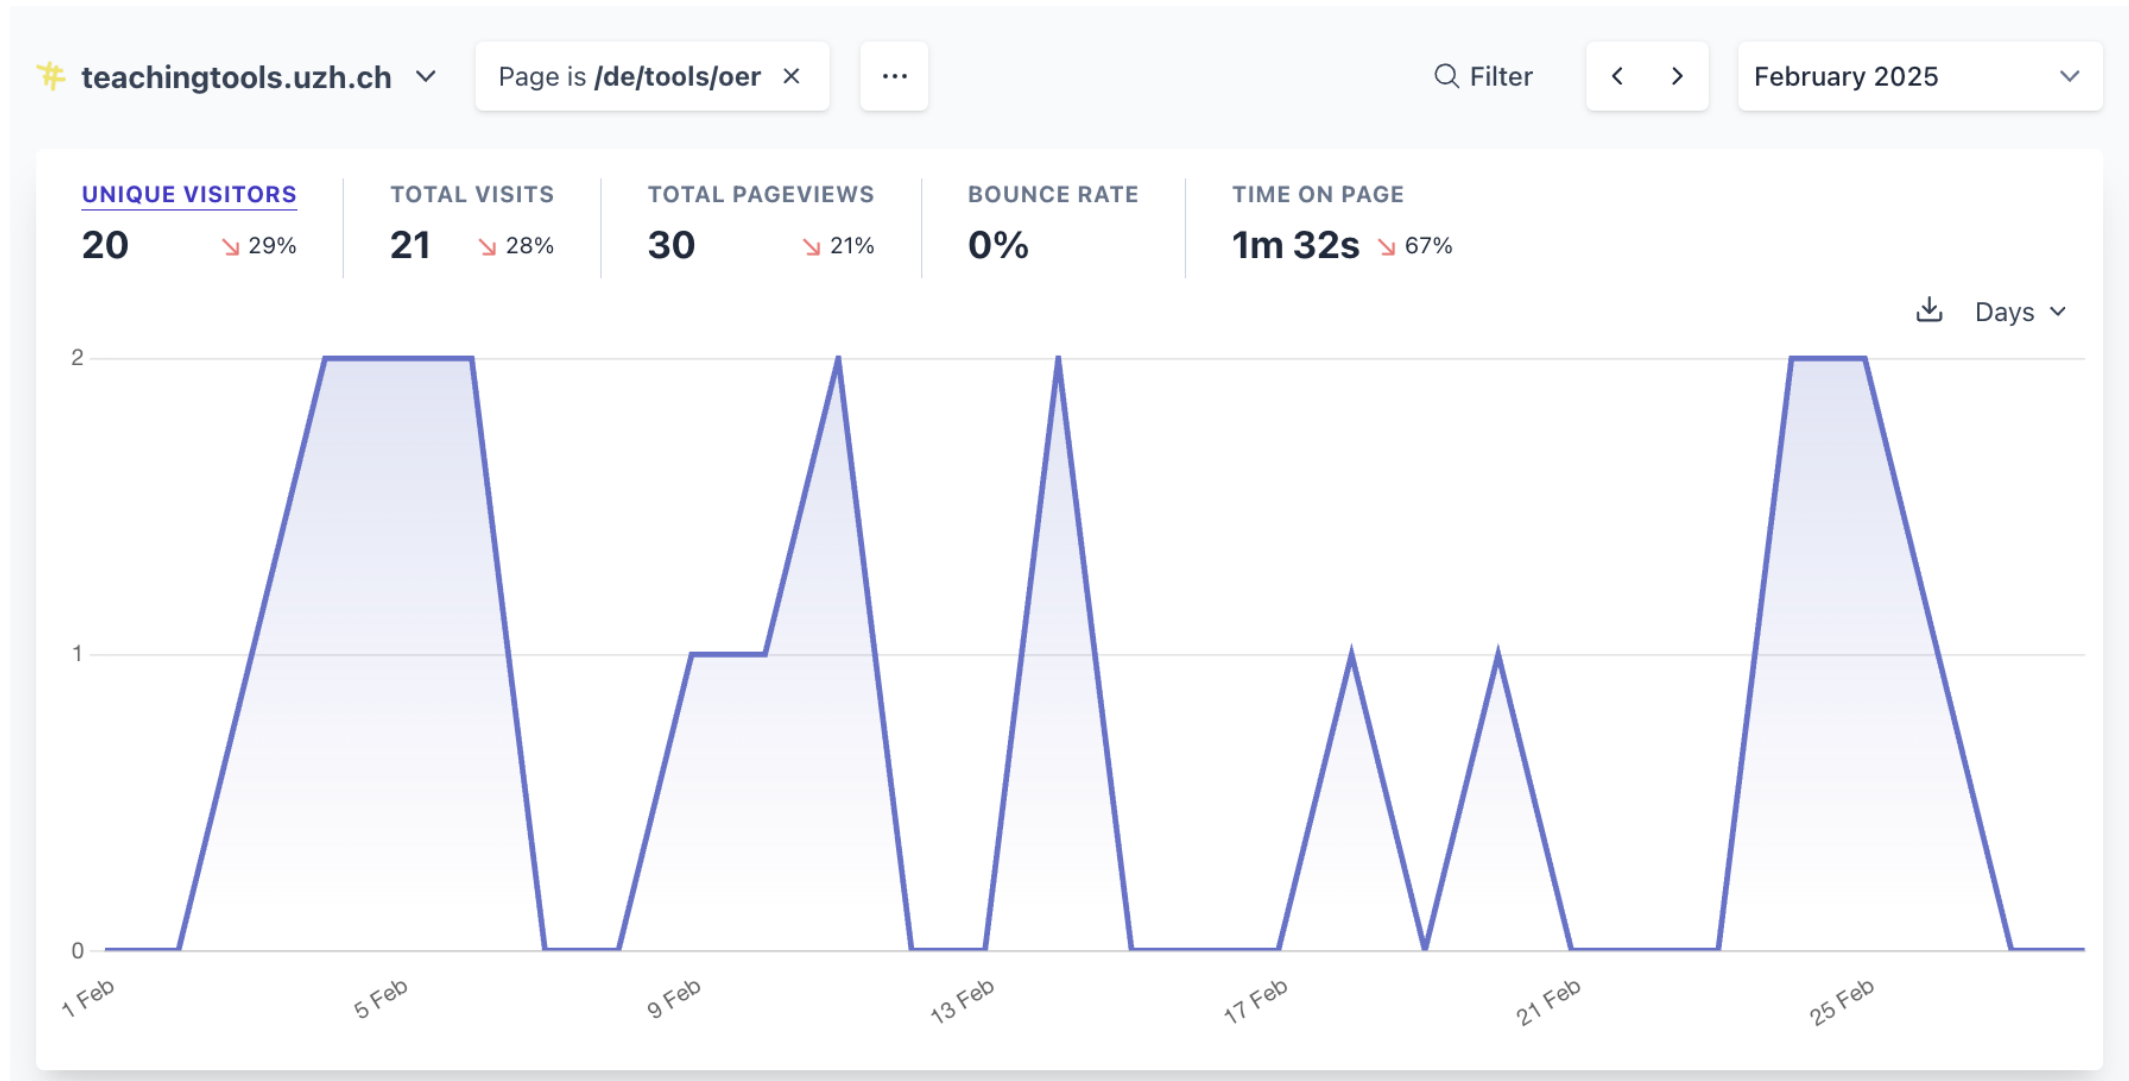 teachingtools.uzh.ch Page is /de/tools/oer Filter February 2025
UNIQUE VISITORS TOTAL VISITS TOTAL PAGEVIEWS BOUNCE RATE TIME ON PAGE
20 29% 21 28% 30 21% 0% 1m 32s 67%
Days
2
1
0
1 Feb 5 Feb 9 Feb 13 Feb 17 Feb 21 Feb 25 Feb